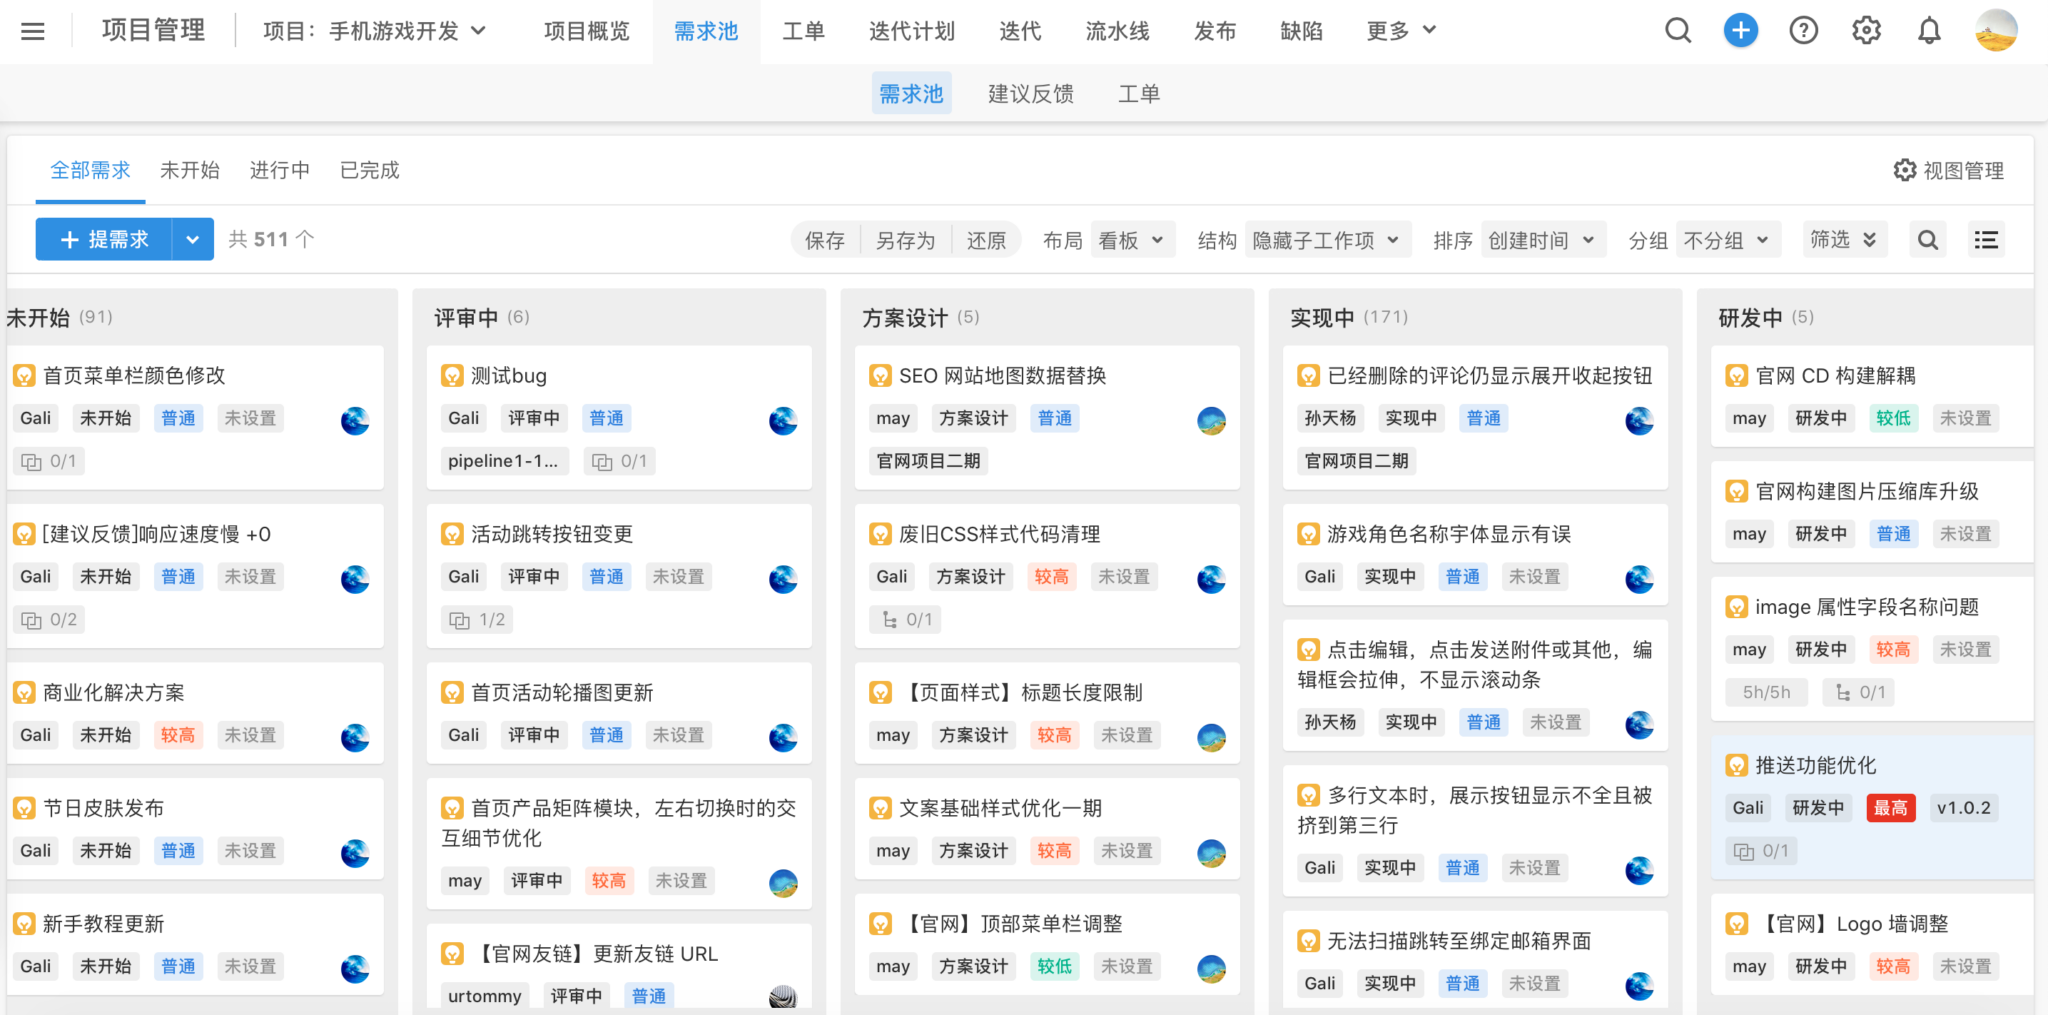 项目管理
项目：手机游戏开发
项目概览 需求池 工单 迭代计划 迭代 流水线 发布 缺陷 更多
需求池 建议反馈 工单
全部需求 未开始 进行中 已完成
视图管理
提需求
共 511 个
保存 另存为 还原
布局 看板
结构 隐藏子工作项
排序 创建时间
分组 不分组
筛选
未开始 (91)
首页菜单栏颜色修改
Gali 未开始 普通 未设置
0/1
[建议反馈]响应速度慢 +0
Gali 未开始 普通 未设置
0/2
商业化解决方案
Gali 未开始 较高 未设置
节日皮肤发布
Gali 未开始 普通 未设置
新手教程更新
Gali 未开始 普通 未设置
评审中 (6)
测试bug
Gali 评审中 普通
pipeline1-1... 0/1
活动跳转按钮变更
Gali 评审中 普通 未设置
1/2
首页活动轮播图更新
Gali 评审中 普通 未设置
首页产品矩阵模块，左右切换时的交
互细节优化
may 评审中 较高 未设置
【官网友链】更新友链 URL
urtommy 评审中 普通
方案设计 (5)
SEO 网站地图数据替换
may 方案设计 普通
官网项目二期
废旧CSS样式代码清理
Gali 方案设计 较高 未设置
0/1
【页面样式】标题长度限制
may 方案设计 较高 未设置
文案基础样式优化一期
may 方案设计 较高 未设置
【官网】顶部菜单栏调整
may 方案设计 较低 未设置
实现中 (171)
已经删除的评论仍显示展开收起按钮
孙天杨 实现中 普通
官网项目二期
游戏角色名称字体显示有误
Gali 实现中 普通 未设置
点击编辑，点击发送附件或其他，编
辑框会拉伸，不显示滚动条
孙天杨 实现中 普通 未设置
多行文本时，展示按钮显示不全且被
挤到第三行
Gali 实现中 普通 未设置
无法扫描跳转至绑定邮箱界面
Gali 实现中 普通 未设置
研发中 (5)
官网 CD 构建解耦
may 研发中 较低 未设置
官网构建图片压缩库升级
may 研发中 普通 未设置
image 属性字段名称问题
may 研发中 较高 未设置
5h/5h 0/1
推送功能优化
Gali 研发中 最高 v1.0.2
0/1
【官网】Logo 墙调整
may 研发中 较高 未设置